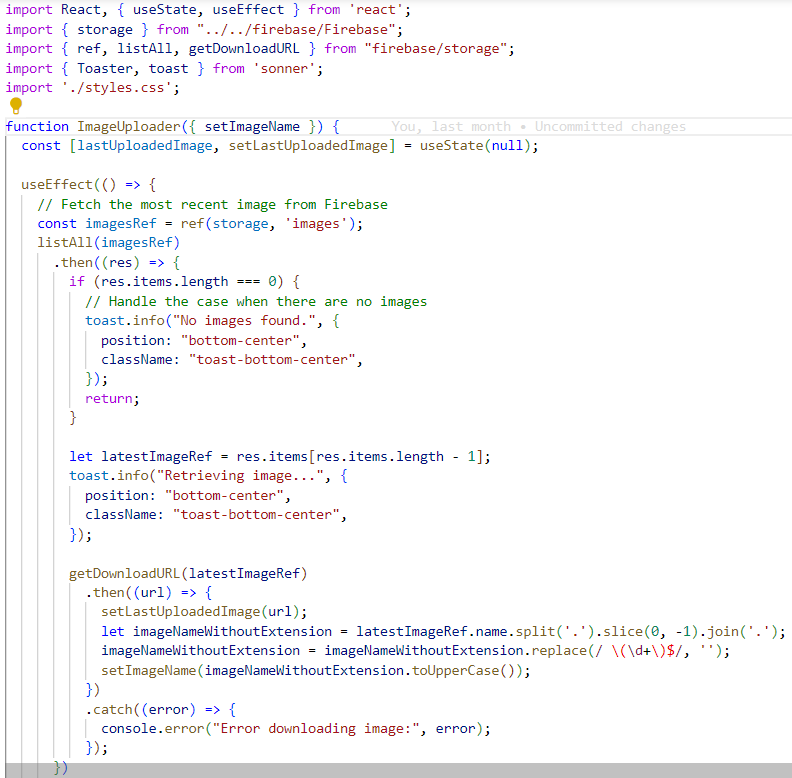 import React, { useState, useEffect } from 'react';
import { storage } from "../../firebase/Firebase";
import { ref, listAll, getDownloadURL } from "firebase/storage";
import { Toaster, toast } from 'sonner';
import './styles.css';
function ImageUploader({ setImageName }) {      You, last month • Uncommitted changes
  const [lastUploadedImage, setLastUploadedImage] = useState(null);
  useEffect(() => {
    // Fetch the most recent image from Firebase
    const imagesRef = ref(storage, 'images');
    listAll(imagesRef)
      .then((res) => {
        if (res.items.length === 0) {
          // Handle the case when there are no images
          toast.info("No images found.", {
            position: "bottom-center",
            className: "toast-bottom-center",
          });
          return;
        }
        let latestImageRef = res.items[res.items.length - 1];
        toast.info("Retrieving image...", {
          position: "bottom-center",
          className: "toast-bottom-center",
        });
        getDownloadURL(latestImageRef)
          .then((url) => {
            setLastUploadedImage(url);
            let imageNameWithoutExtension = latestImageRef.name.split('.').slice(0, -1).join('.');
            imageNameWithoutExtension = imageNameWithoutExtension.replace(/ \(\d+\)$/, '');
            setImageName(imageNameWithoutExtension.toUpperCase());
          })
          .catch((error) => {
            console.error("Error downloading image:", error);
          });
      })